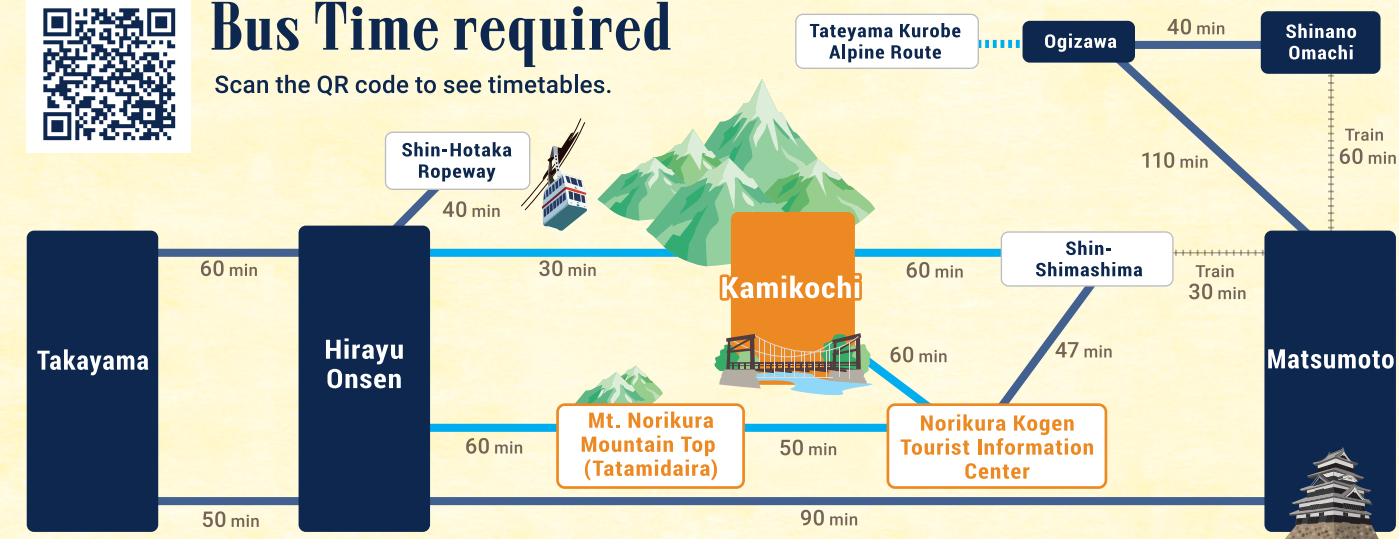 Bus Time required
Scan the QR code to see timetables.
Tateyama Kurobe
Alpine Route
Ogizawa
40 min
Shinano
Omachi
Train
60 min
110 min
Shin-Hotaka
Ropeway
40 min
Takayama
60 min
Hirayu
Onsen
30 min
Kamikochi
60 min
Shin-
Shimashima
Train
30 min
Matsumoto
60 min
47 min
60 min
Mt. Norikura
Mountain Top
(Tatamidaira)
50 min
Norikura Kogen
Tourist Information
Center
50 min
90 min